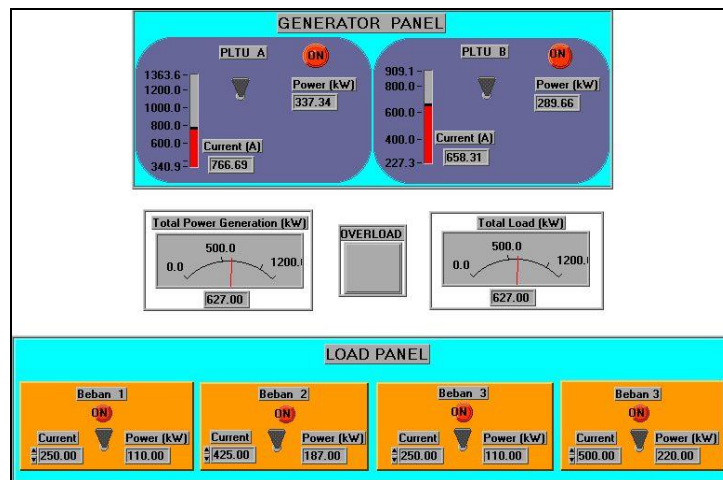 GENERATOR PANEL
PLTU A
ON
1363.6
1200.0
1000.0
800.0
600.0
340.9
Power (kW)
337.34
Current (A)
766.69
PLTU B
ON
909.1
800.0
600.0
400.0
227.3
Power (kW)
289.66
Current (A)
658.31
Total Power Generation (kW)
0.0 500.0 1200.
627.00
OVERLOAD
Total Load (kW)
0.0 500.0 1200.
627.00
LOAD PANEL
Beban 1
ON
Current Power (kW)
250.00 110.00
Beban 2
ON
Current Power (kW)
425.00 187.00
Beban 3
ON
Current Power (kW)
250.00 110.00
Beban 3
ON
Current Power (kW)
500.00 220.00